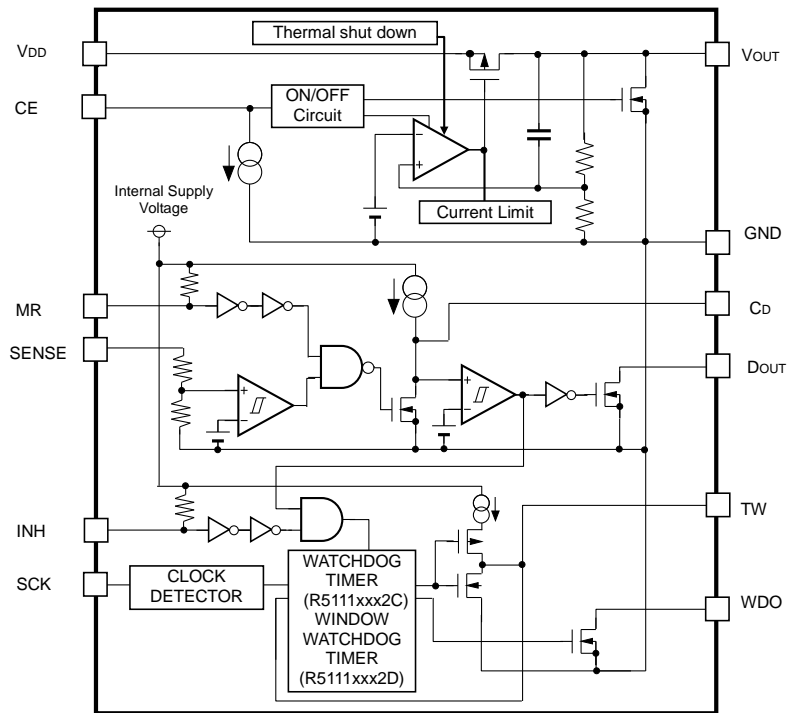 Thermal shut down
VDD
VOUT
CE
ON/OFF
Circuit
−
+
Internal Supply
Voltage
Current Limit
GND
MR
CD
SENSE
DOUT
+
−
+
−
INH
TW
SCK
CLOCK
DETECTOR
WATCHDOG
TIMER
(R5111xxx2C)
WINDOW
WATCHDOG
TIMER
(R5111xxx2D)
WDO